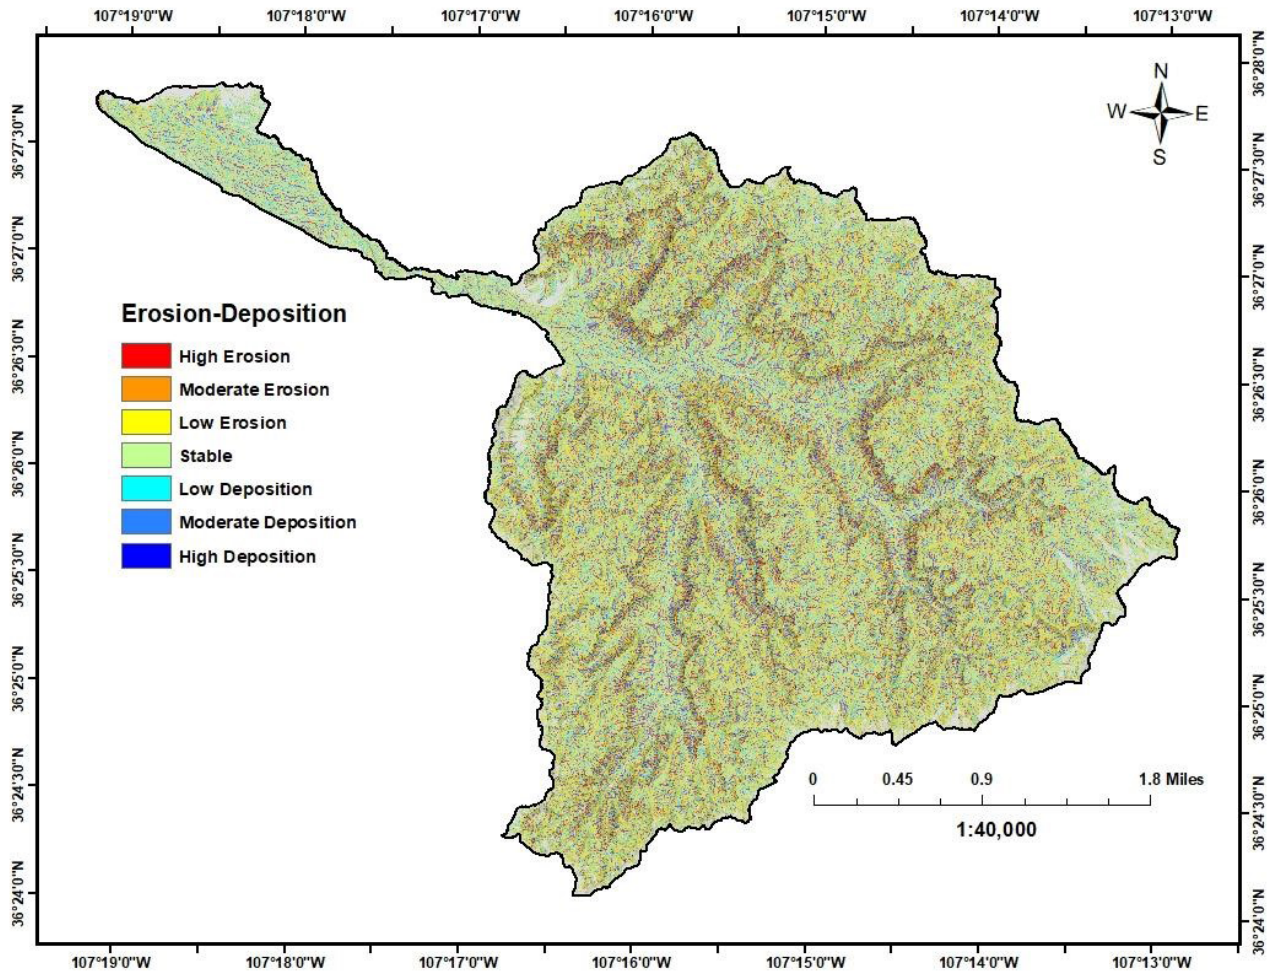 107°19'0"W 107°18'0"W 107°17'0"W 107°16'0"W 107°15'0"W 107°14'0"W 107°13'0"W
36°28'0"N
36°27'30"N
36°27'0"N
36°26'30"N
36°26'0"N
36°25'30"N
36°25'0"N
36°24'30"N
36°24'0"N
N
W E
S
Erosion-Deposition
High Erosion
Moderate Erosion
Low Erosion
Stable
Low Deposition
Moderate Deposition
High Deposition
0 0.45 0.9 1.8 Miles
1:40,000
36°27'30"N
36°27'0"N
36°26'30"N
36°26'0"N
36°25'30"N
36°25'0"N
36°24'30"N
36°24'0"N
107°19'0"W 107°18'0"W 107°17'0"W 107°16'0"W 107°15'0"W 107°14'0"W 107°13'0"W